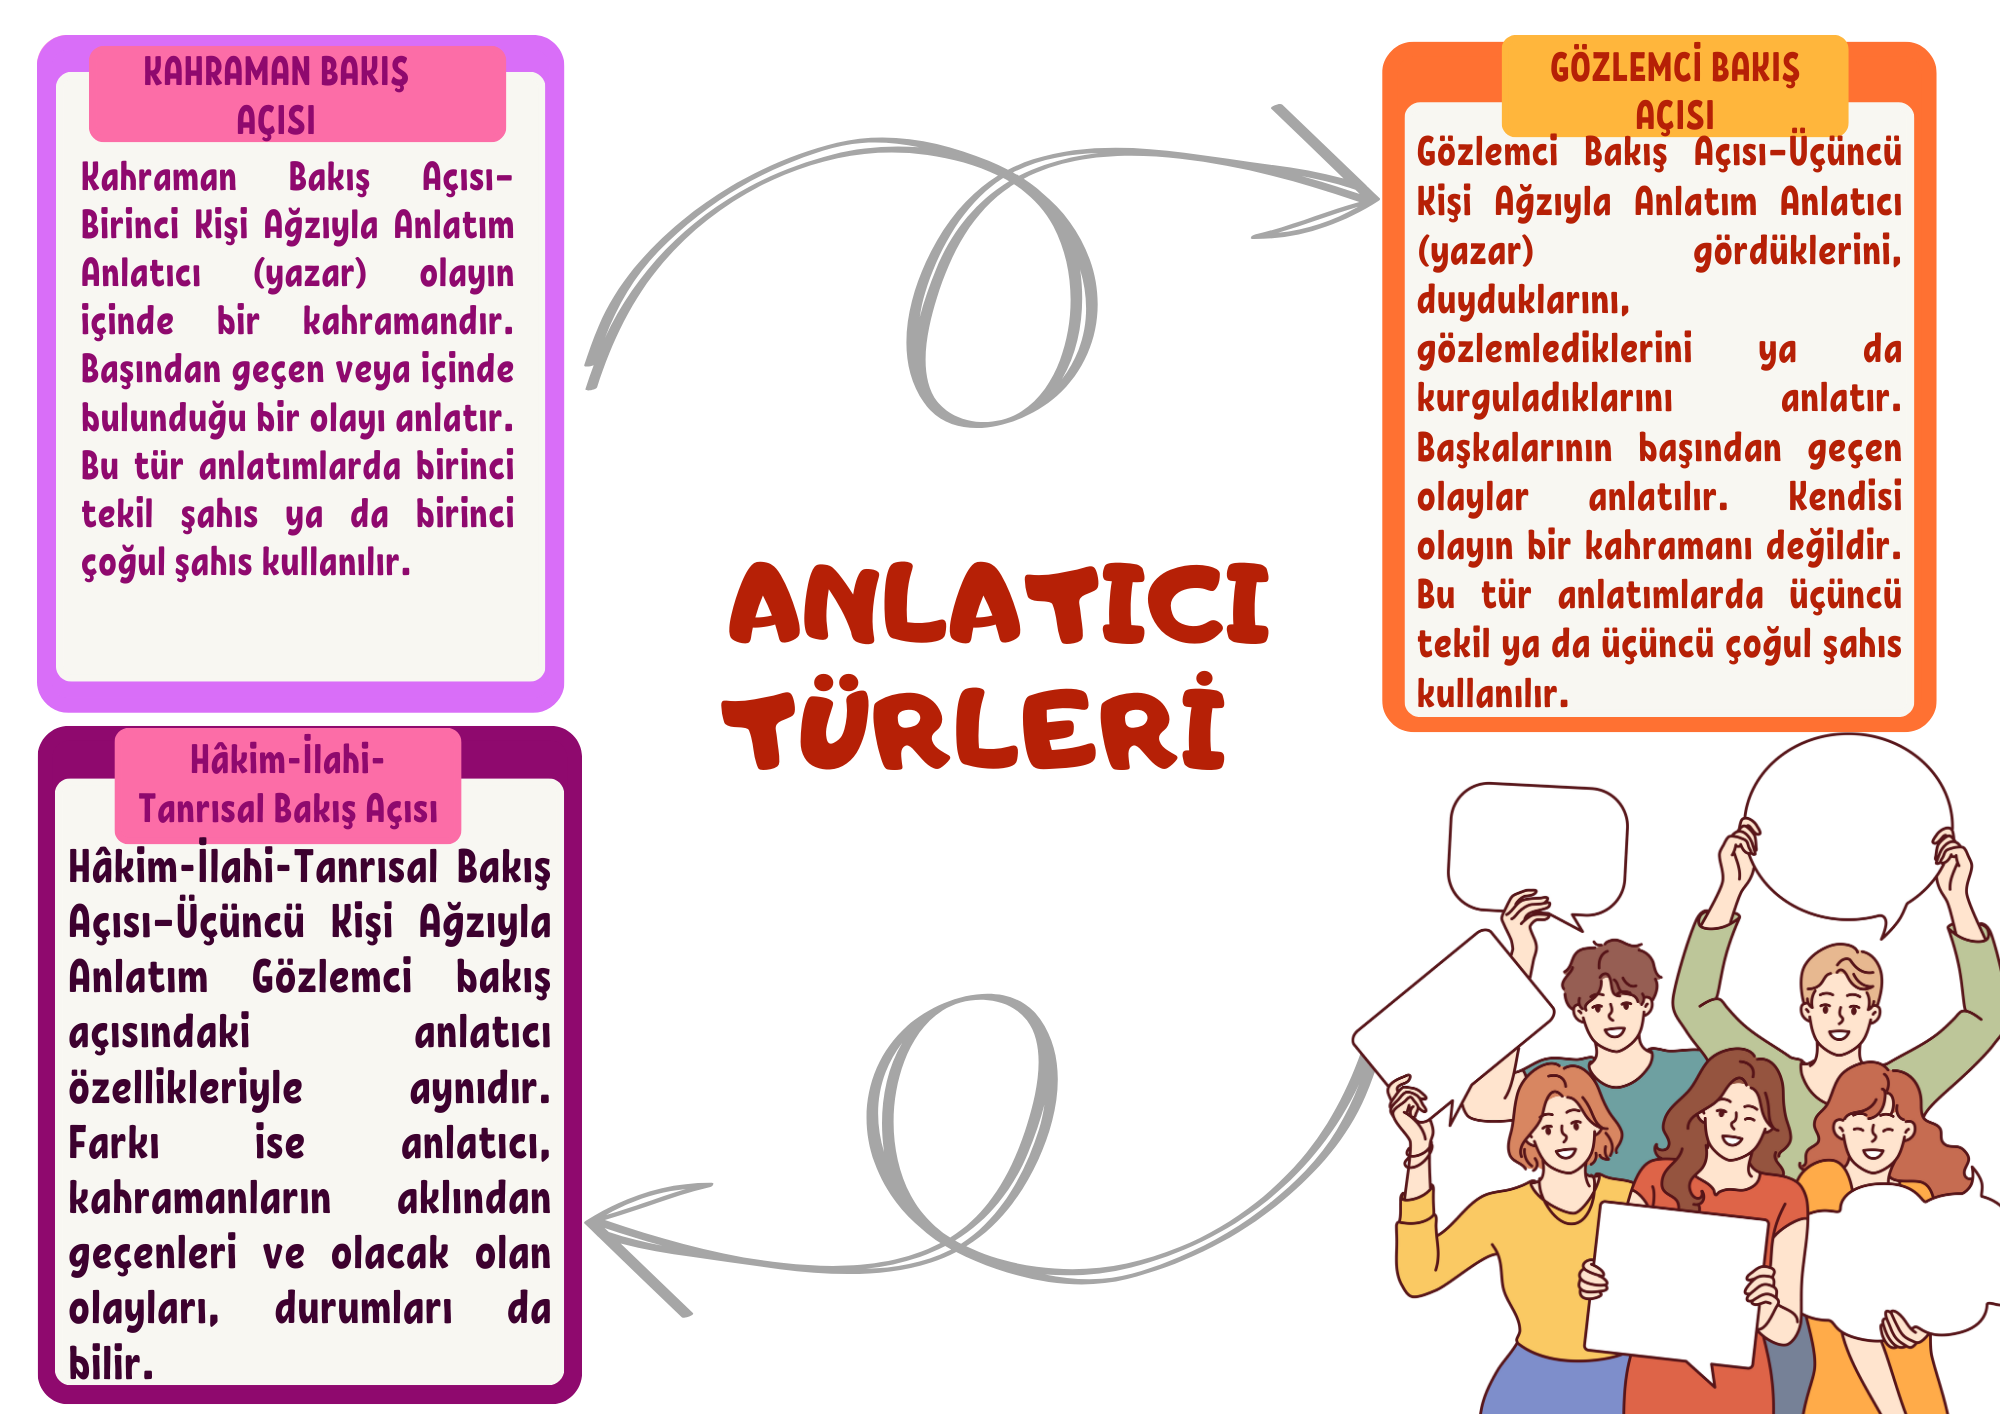 KAHRAMAN BAKIŞ
AÇISI
Kahraman Bakış Açısı-
Birinci Kişi Ağzıyla Anlatım
Anlatıcı (yazar) olayın
içinde bir kahramandır.
Başından geçen veya içinde
bulunduğu bir olayı anlatır.
Bu tür anlatımlarda birinci
tekil şahıs ya da birinci
çoğul şahıs kullanılır.
GÖZLEMCİ BAKIŞ
AÇISI
Gözlemci Bakış Açısı-Üçüncü
Kişi Ağzıyla Anlatım Anlatıcı
(yazar) gördüklerini,
duyduklarını,
gözlemlediklerini ya da
kurguladıklarını anlatır.
Başkalarının başından geçen
olaylar anlatılır. Kendisi
olayın bir kahramanı değildir.
Bu tür anlatımlarda üçüncü
tekil ya da üçüncü çoğul şahıs
kullanılır.
ANLATICI
TÜRLERİ
Hâkim-İlahi-
Tanrısal Bakış Açısı
Hâkim-İlahi-Tanrısal Bakış
Açısı-Üçüncü Kişi Ağzıyla
Anlatım Gözlemci bakış
açısındaki anlatıcı
özellikleriyle aynıdır.
Farkı ise anlatıcı,
kahramanların aklından
geçenleri ve olacak olan
olayları, durumları da
bilir.